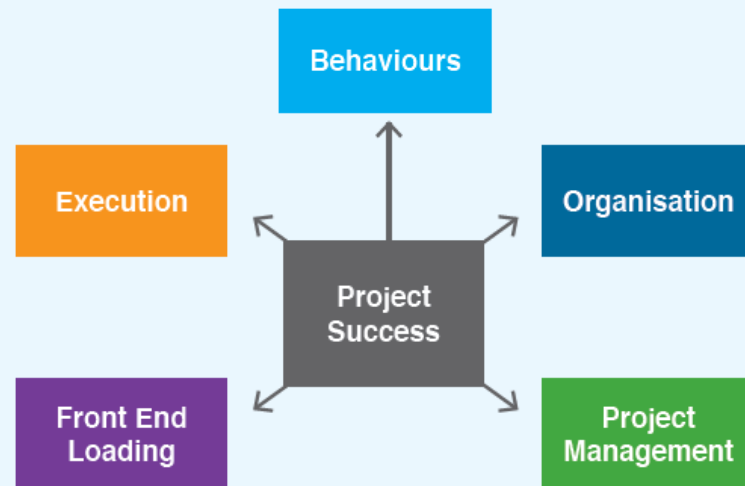 Behaviours
Execution
Organisation
Project
Success
Front End
Loading
Project
Management